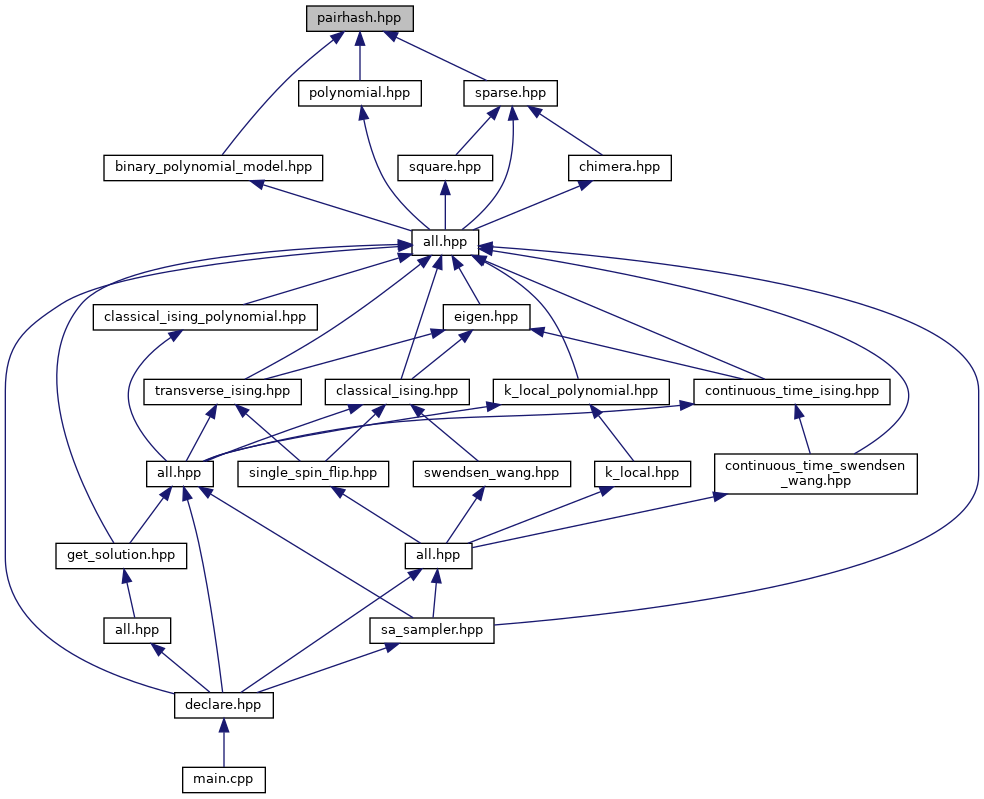 pairhash.hpp
polynomial.hpp
sparse.hpp
binary_polynomial_model.hpp
square.hpp
chimera.hpp
all.hpp
classical_ising_polynomial.hpp
eigen.hpp
transverse_ising.hpp
classical_ising.hpp
k_local_polynomial.hpp
continuous_time_ising.hpp
all.hpp
single_spin_flip.hpp
swendsen_wang.hpp
k_local.hpp
continuous_time_swendsen
_wang.hpp
get_solution.hpp
all.hpp
all.hpp
sa_sampler.hpp
declare.hpp
main.cpp